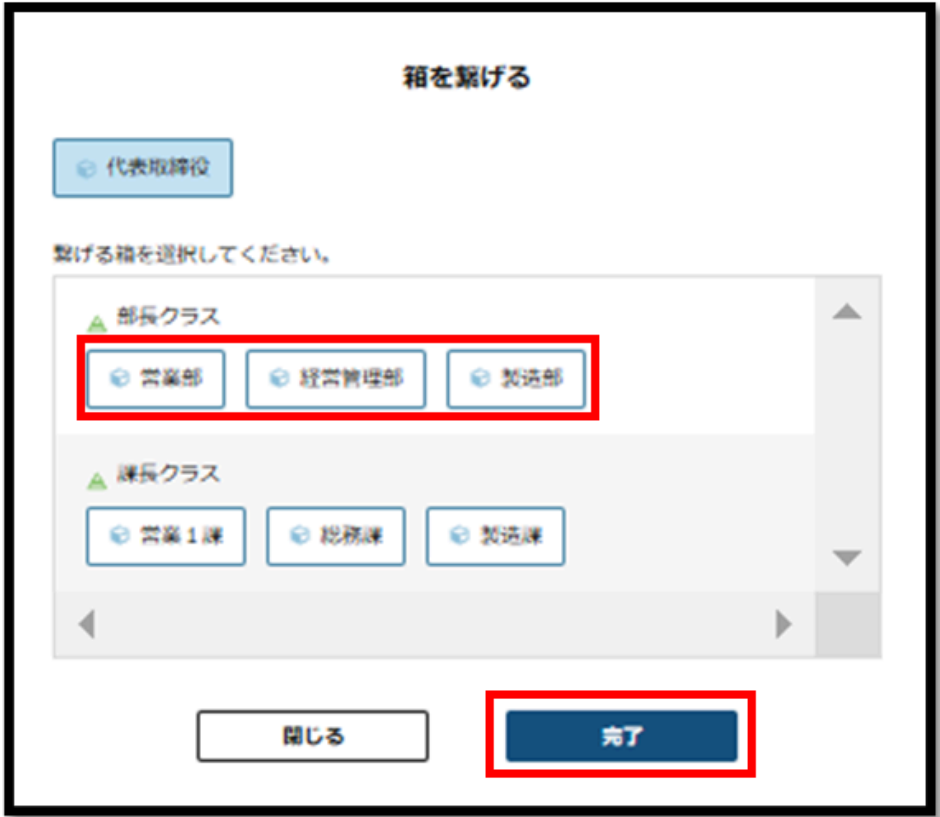 箱を繋げる
代表取締役
繋げる箱を選択してください。
部長クラス
営業部 経営管理部 製造部
課長クラス
営業1課 総務課 製造課
閉じる 完了